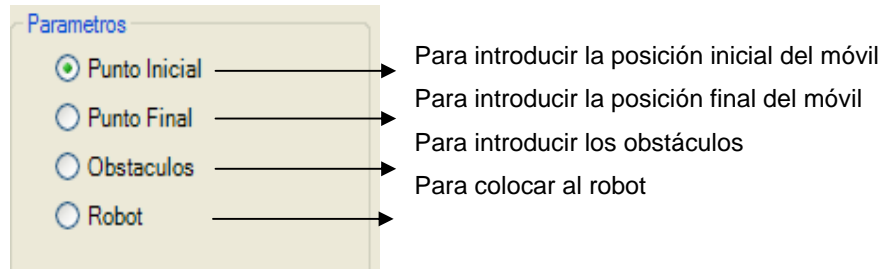 Parametros
Punto Inicial
Para introducir la posición inicial del móvil
Punto Final
Para introducir la posición final del móvil
Obstaculos
Para introducir los obstáculos
Robot
Para colocar al robot